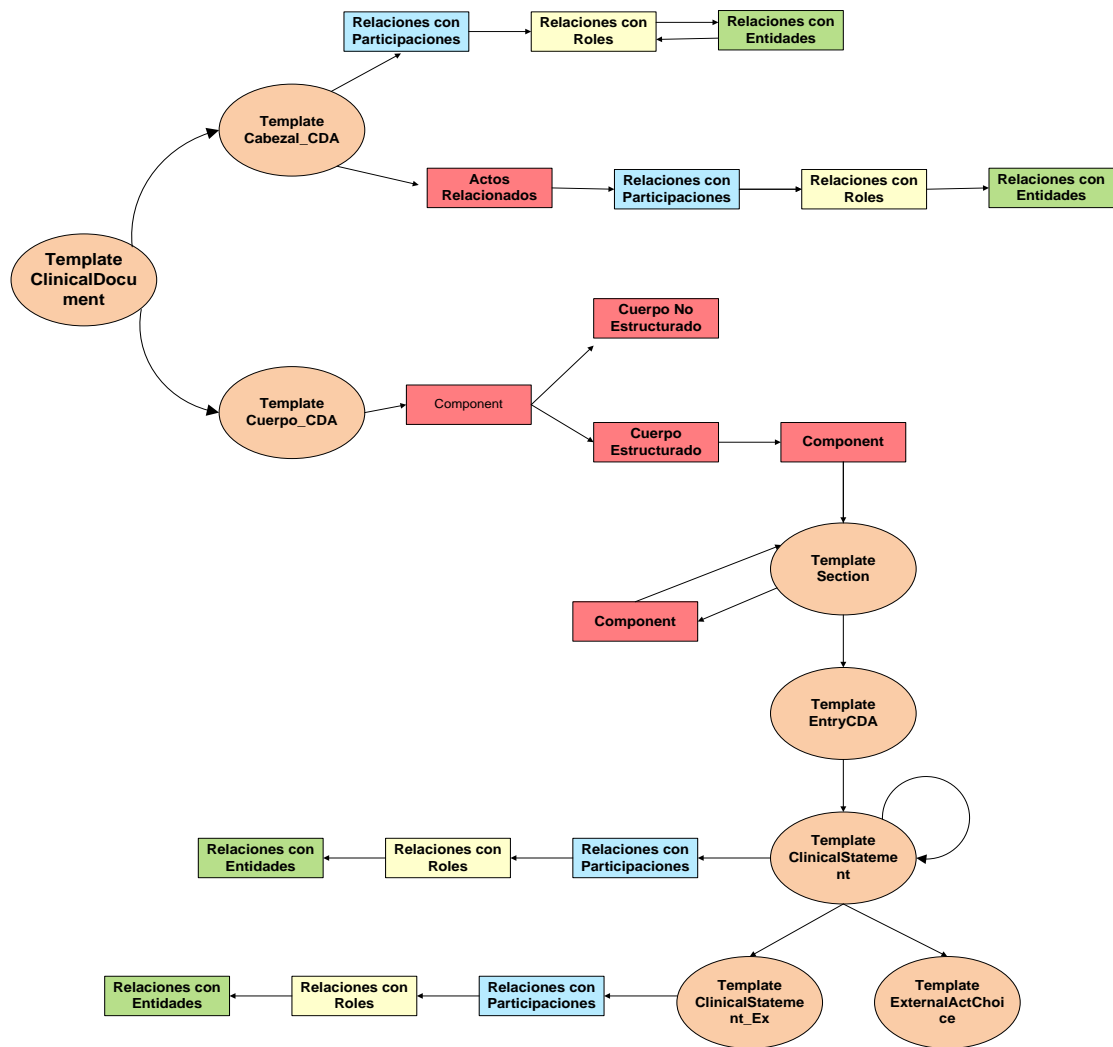 Relaciones con
Participaciones
Relaciones con
Roles
Relaciones con
Entidades
Template
Cabezal_CDA
Actos
Relacionados
Relaciones con
Participaciones
Relaciones con
Roles
Relaciones con
Entidades
Template
ClinicalDocu
ment
Cuerpo No
Estructurado
Template
Cuerpo_CDA
Component
Cuerpo
Estructurado
Component
Template
Section
Component
Template
EntryCDA
Relaciones con
Entidades
Relaciones con
Roles
Relaciones con
Participaciones
Template
ClinicalStateme
nt
Relaciones con
Entidades
Relaciones con
Roles
Relaciones con
Participaciones
Template
ClinicalStatem
ent_Ex
Template
ExternalActChoi
ce